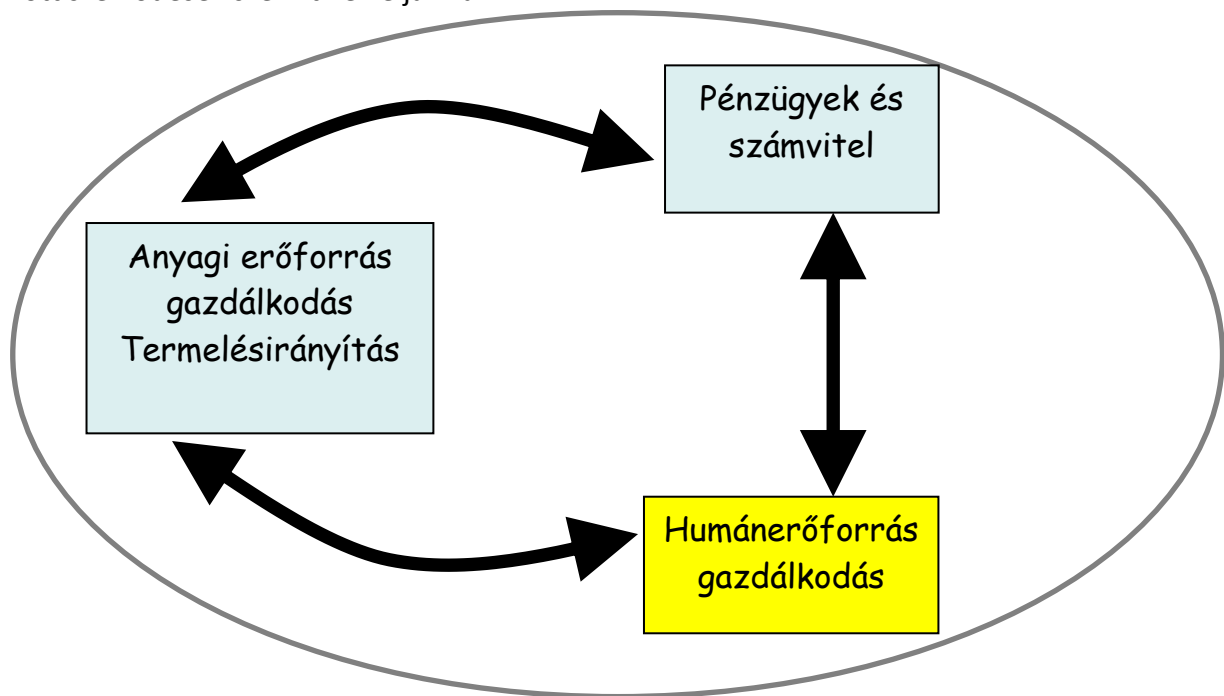 Pénzügyek és
számvitel
Anyagi erőforrás
gazdálkodás
Termelésirányítás
Humánerőforrás
gazdálkodás